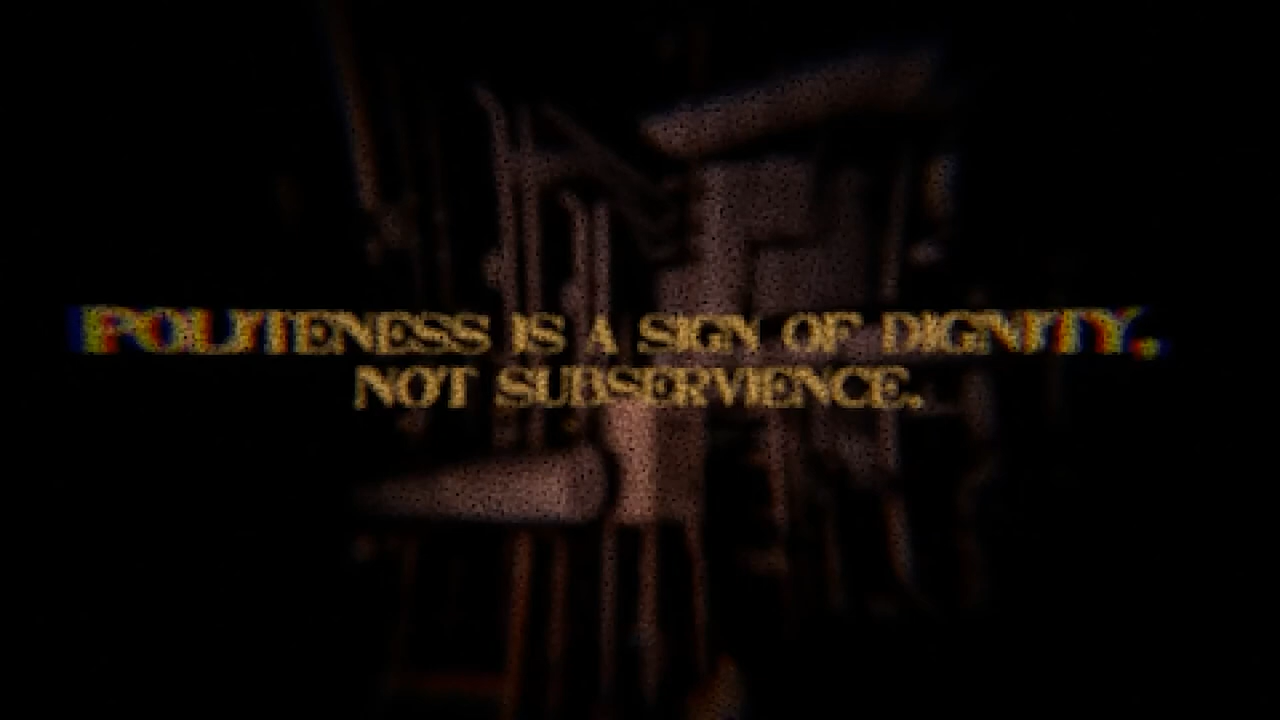 POLITENESS IS A SIGN OF DIGNITY,
NOT SUBSERVIENCE.